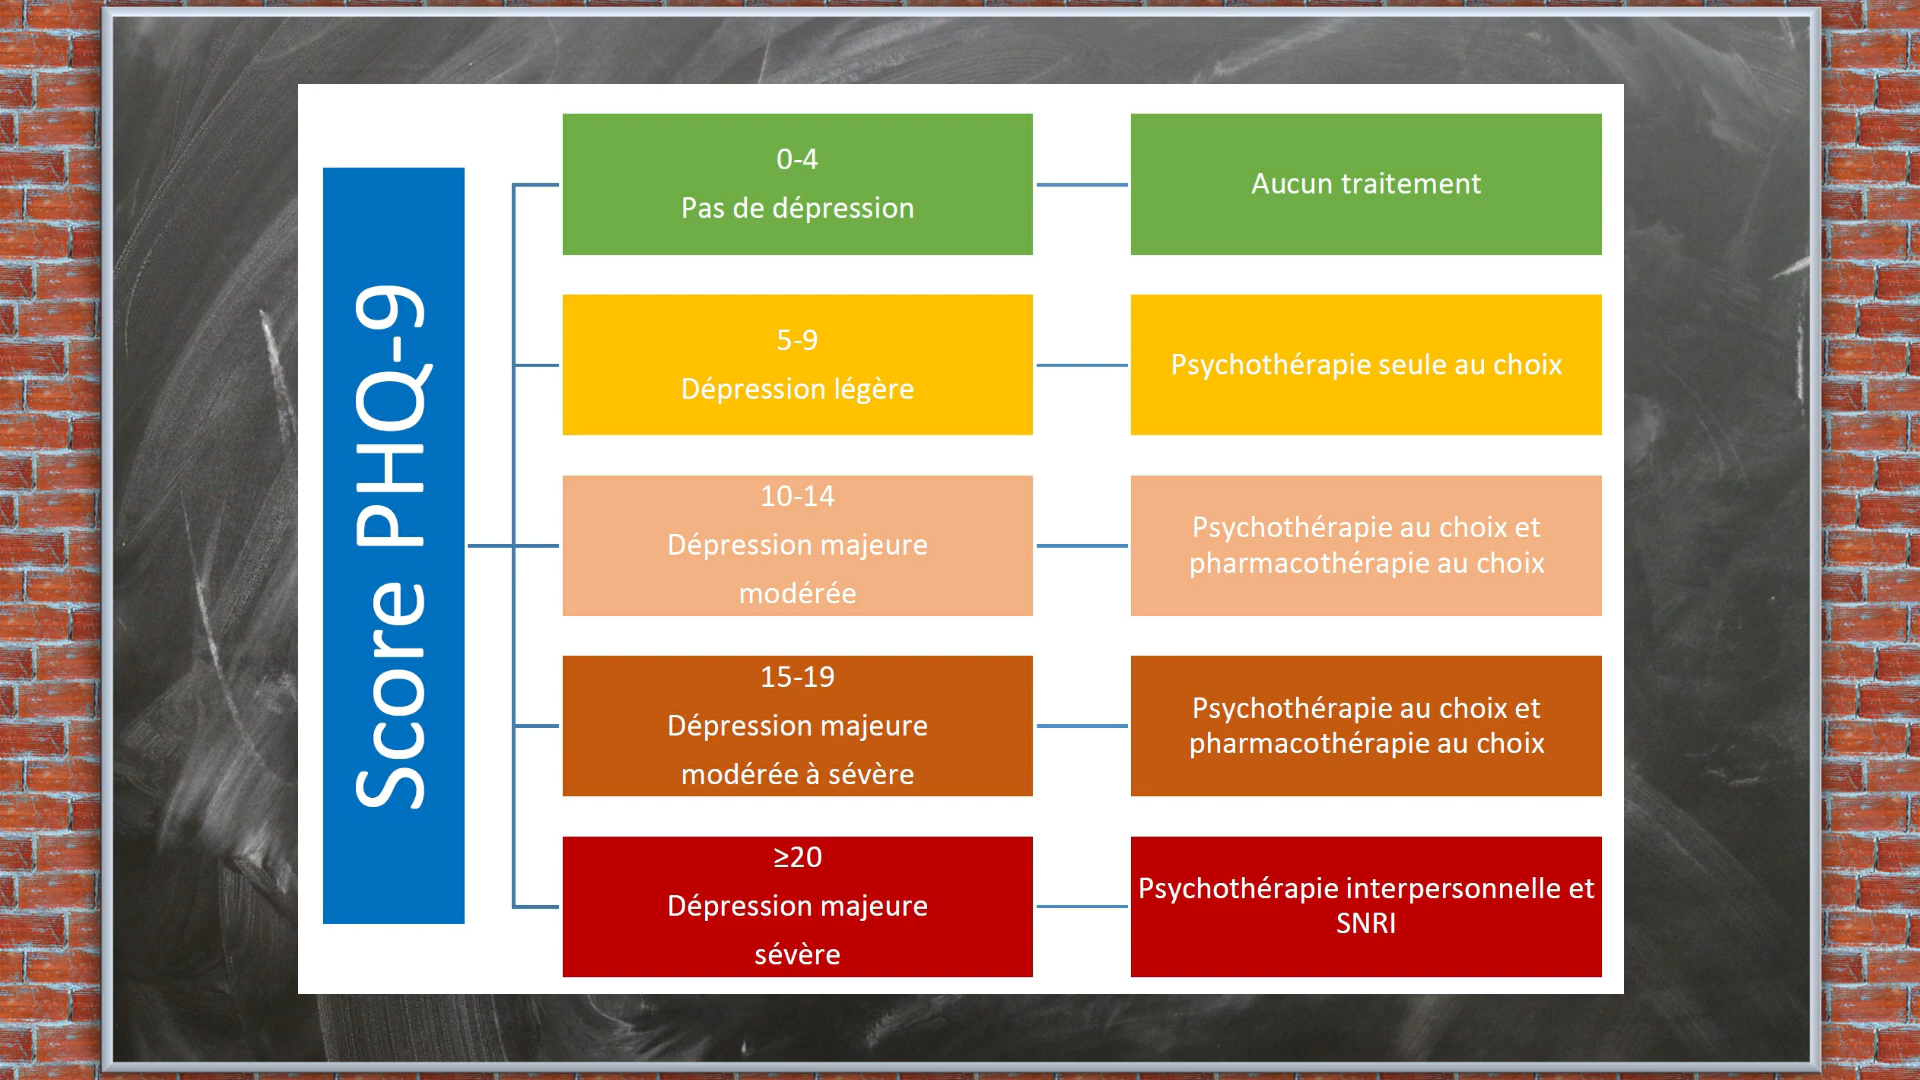 Score PHQ-9
0-4
Pas de dépression
Aucun traitement
5-9
Dépression légère
Psychothérapie seule au choix
10-14
Dépression majeure
modérée
Psychothérapie au choix et
pharmacothérapie au choix
15-19
Dépression majeure
modérée à sévère
Psychothérapie au choix et
pharmacothérapie au choix
≥20
Dépression majeure
sévère
Psychothérapie interpersonnelle et
SNRI